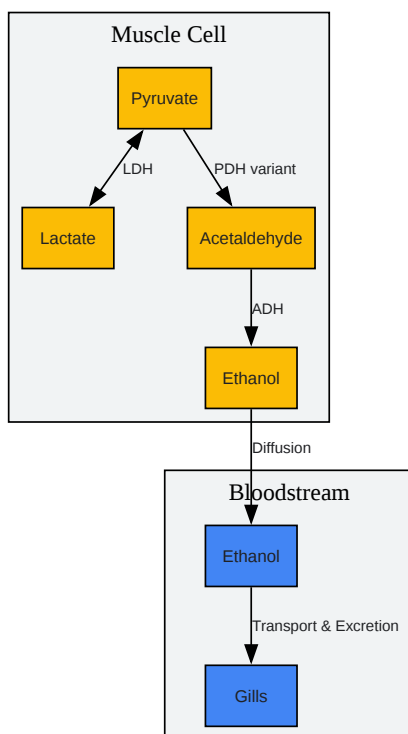 Muscle Cell
Pyruvate
LDH
PDH variant
Lactate
Acetaldehyde
ADH
Ethanol
Diffusion
Bloodstream
Ethanol
Transport & Excretion
Gills